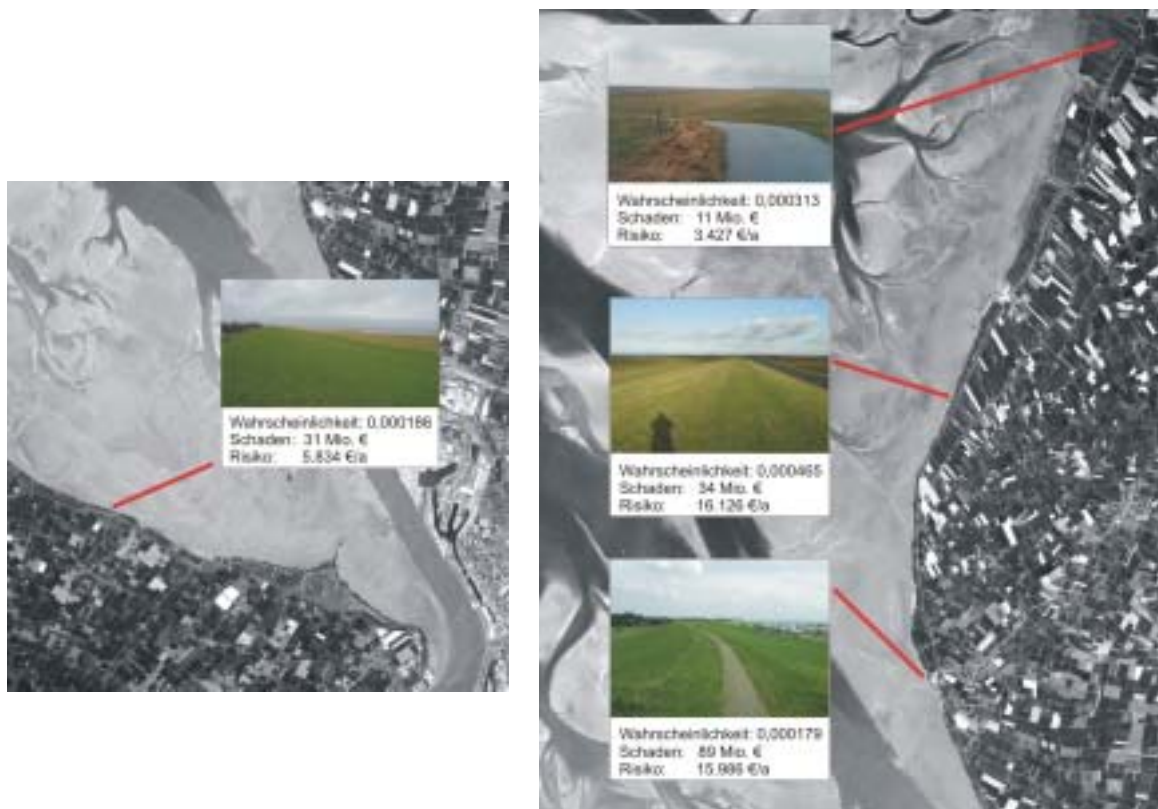 Wahrscheinlichkeit: 0,000186
Schaden: 31 Mio. €
Risiko: 5.834 €/a
Wahrscheinlichkeit: 0,000313
Schaden: 11 Mio. €
Risiko: 3.427 €/a
Wahrscheinlichkeit: 0,000465
Schaden: 34 Mio. €
Risiko: 16.126 €/a
Wahrscheinlichkeit: 0,000179
Schaden: 89 Mio. €
Risiko: 15.986 €/a